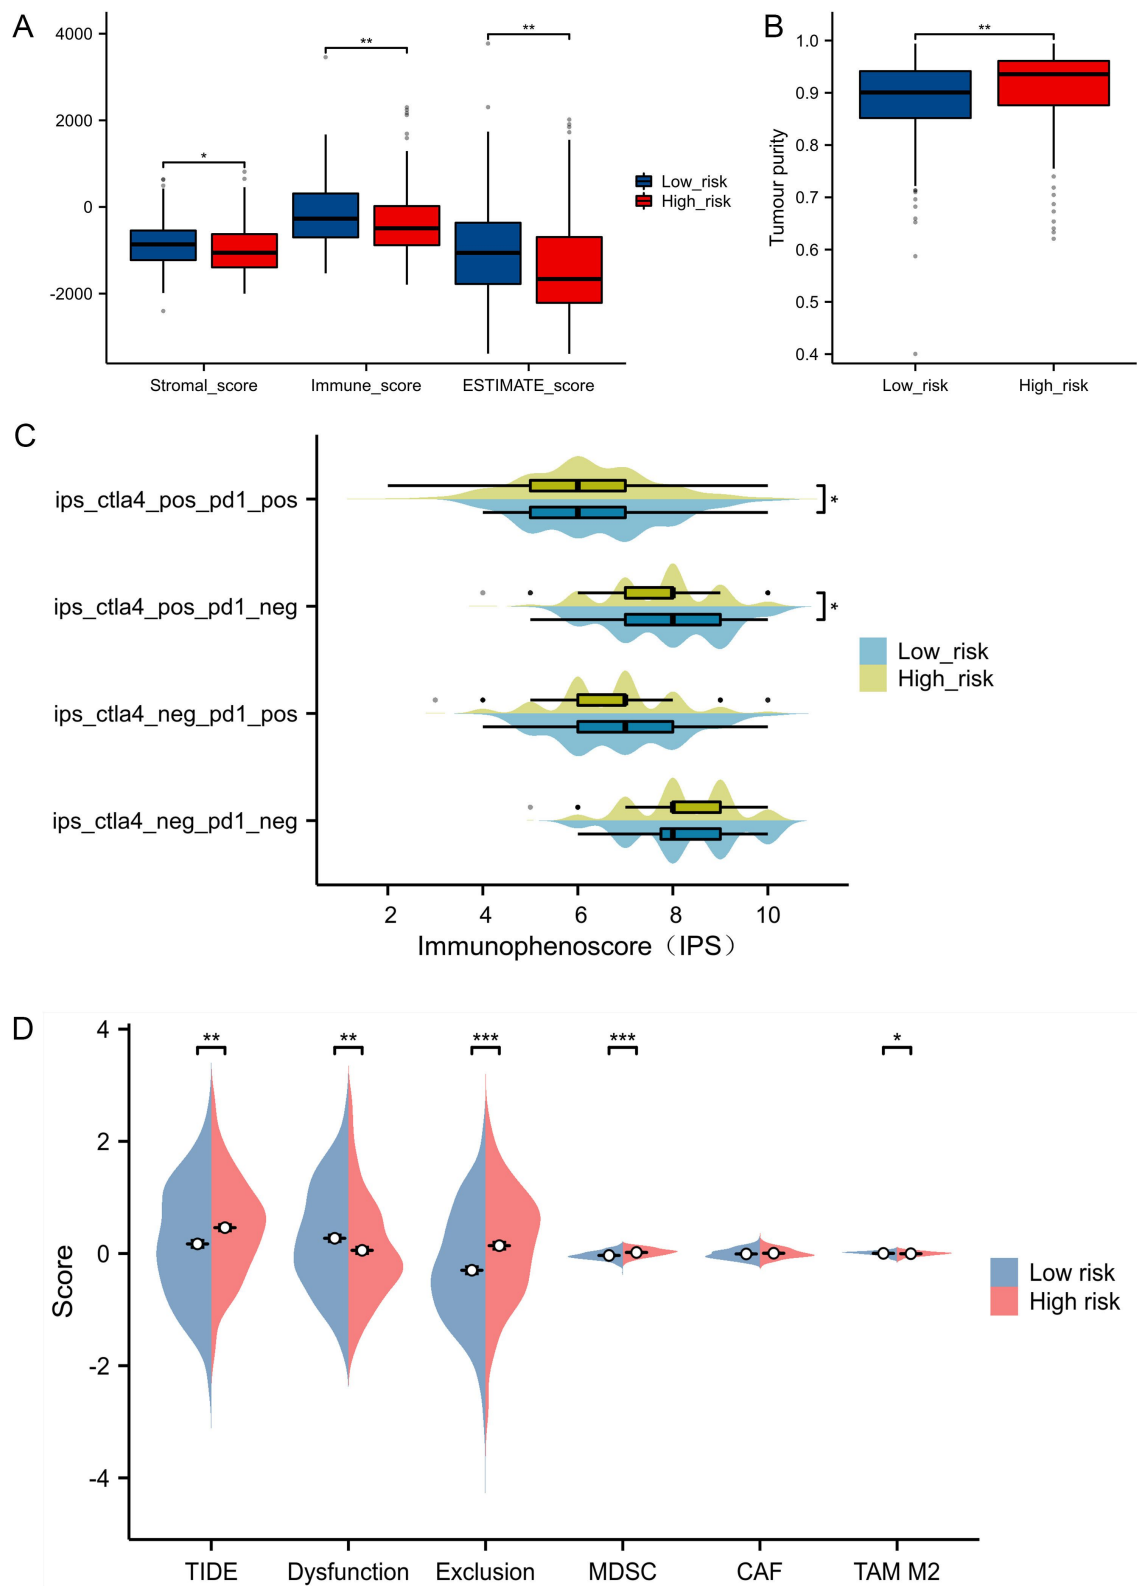 A
4000
2000
0
-2000
*
**
**
Low_risk
High_risk
Stromal_score
Immune_score
ESTIMATE_score
B
Tumour purity
1.0
0.9
0.8
0.7
0.6
0.5
0.4
**
Low_risk
High_risk
C
ips_ctla4_pos_pd1_pos
ips_ctla4_pos_pd1_neg
ips_ctla4_neg_pd1_pos
ips_ctla4_neg_pd1_neg
*
*
Low_risk
High_risk
2 4 6 8 10
Immunophenoscore（IPS）
D
Score
4
2
0
-2
-4
** ** *** *** *
Low risk
High risk
TIDE Dysfunction Exclusion MDSC CAF TAM M2